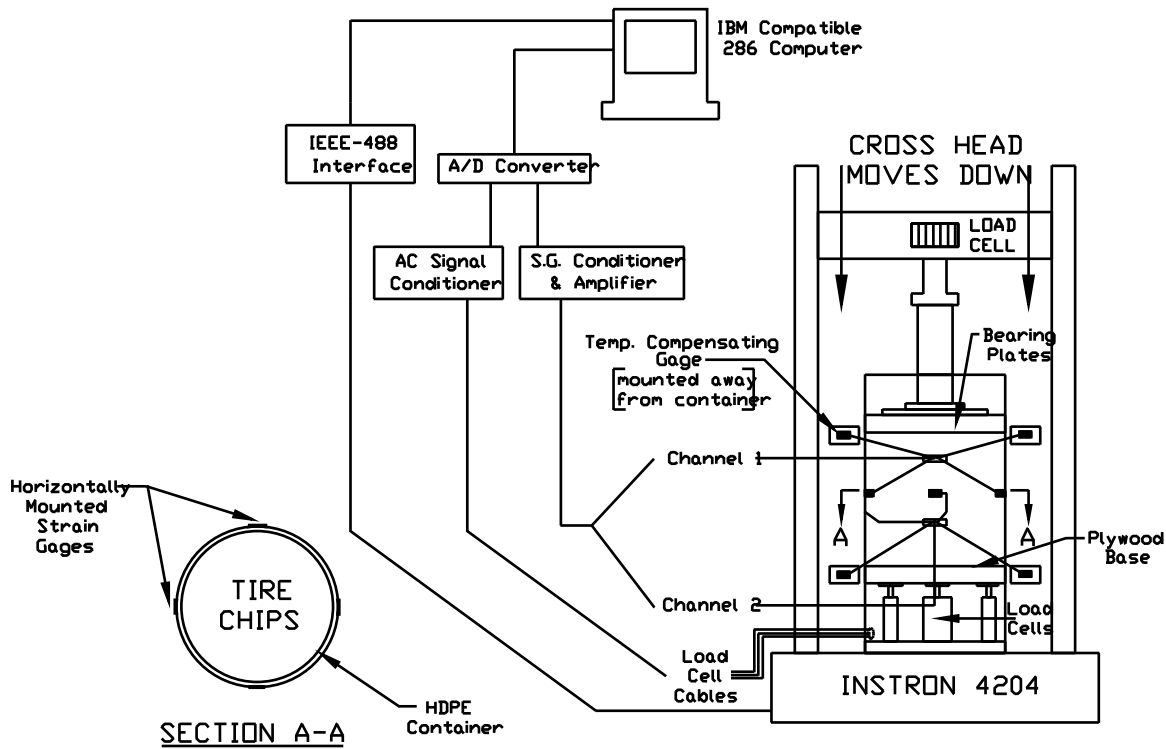 IBM Compatible
286 Computer
IEEE-488
Interface
A/D Converter
CROSS HEAD
MOVES DOWN
LOAD
CELL
AC Signal
Conditioner
S.G. Conditioner
& Amplifier
Temp. Compensating
Gage
mounted away
from container
Bearing
Plates
Channel 1
Horizontally
Mounted
Strain
Gages
A
A
Plywood
Base
TIRE
CHIPS
Channel 2
Load
Cells
Load
Cell
Cables
INSTRON 4204
HDPE
Container
SECTION A-A